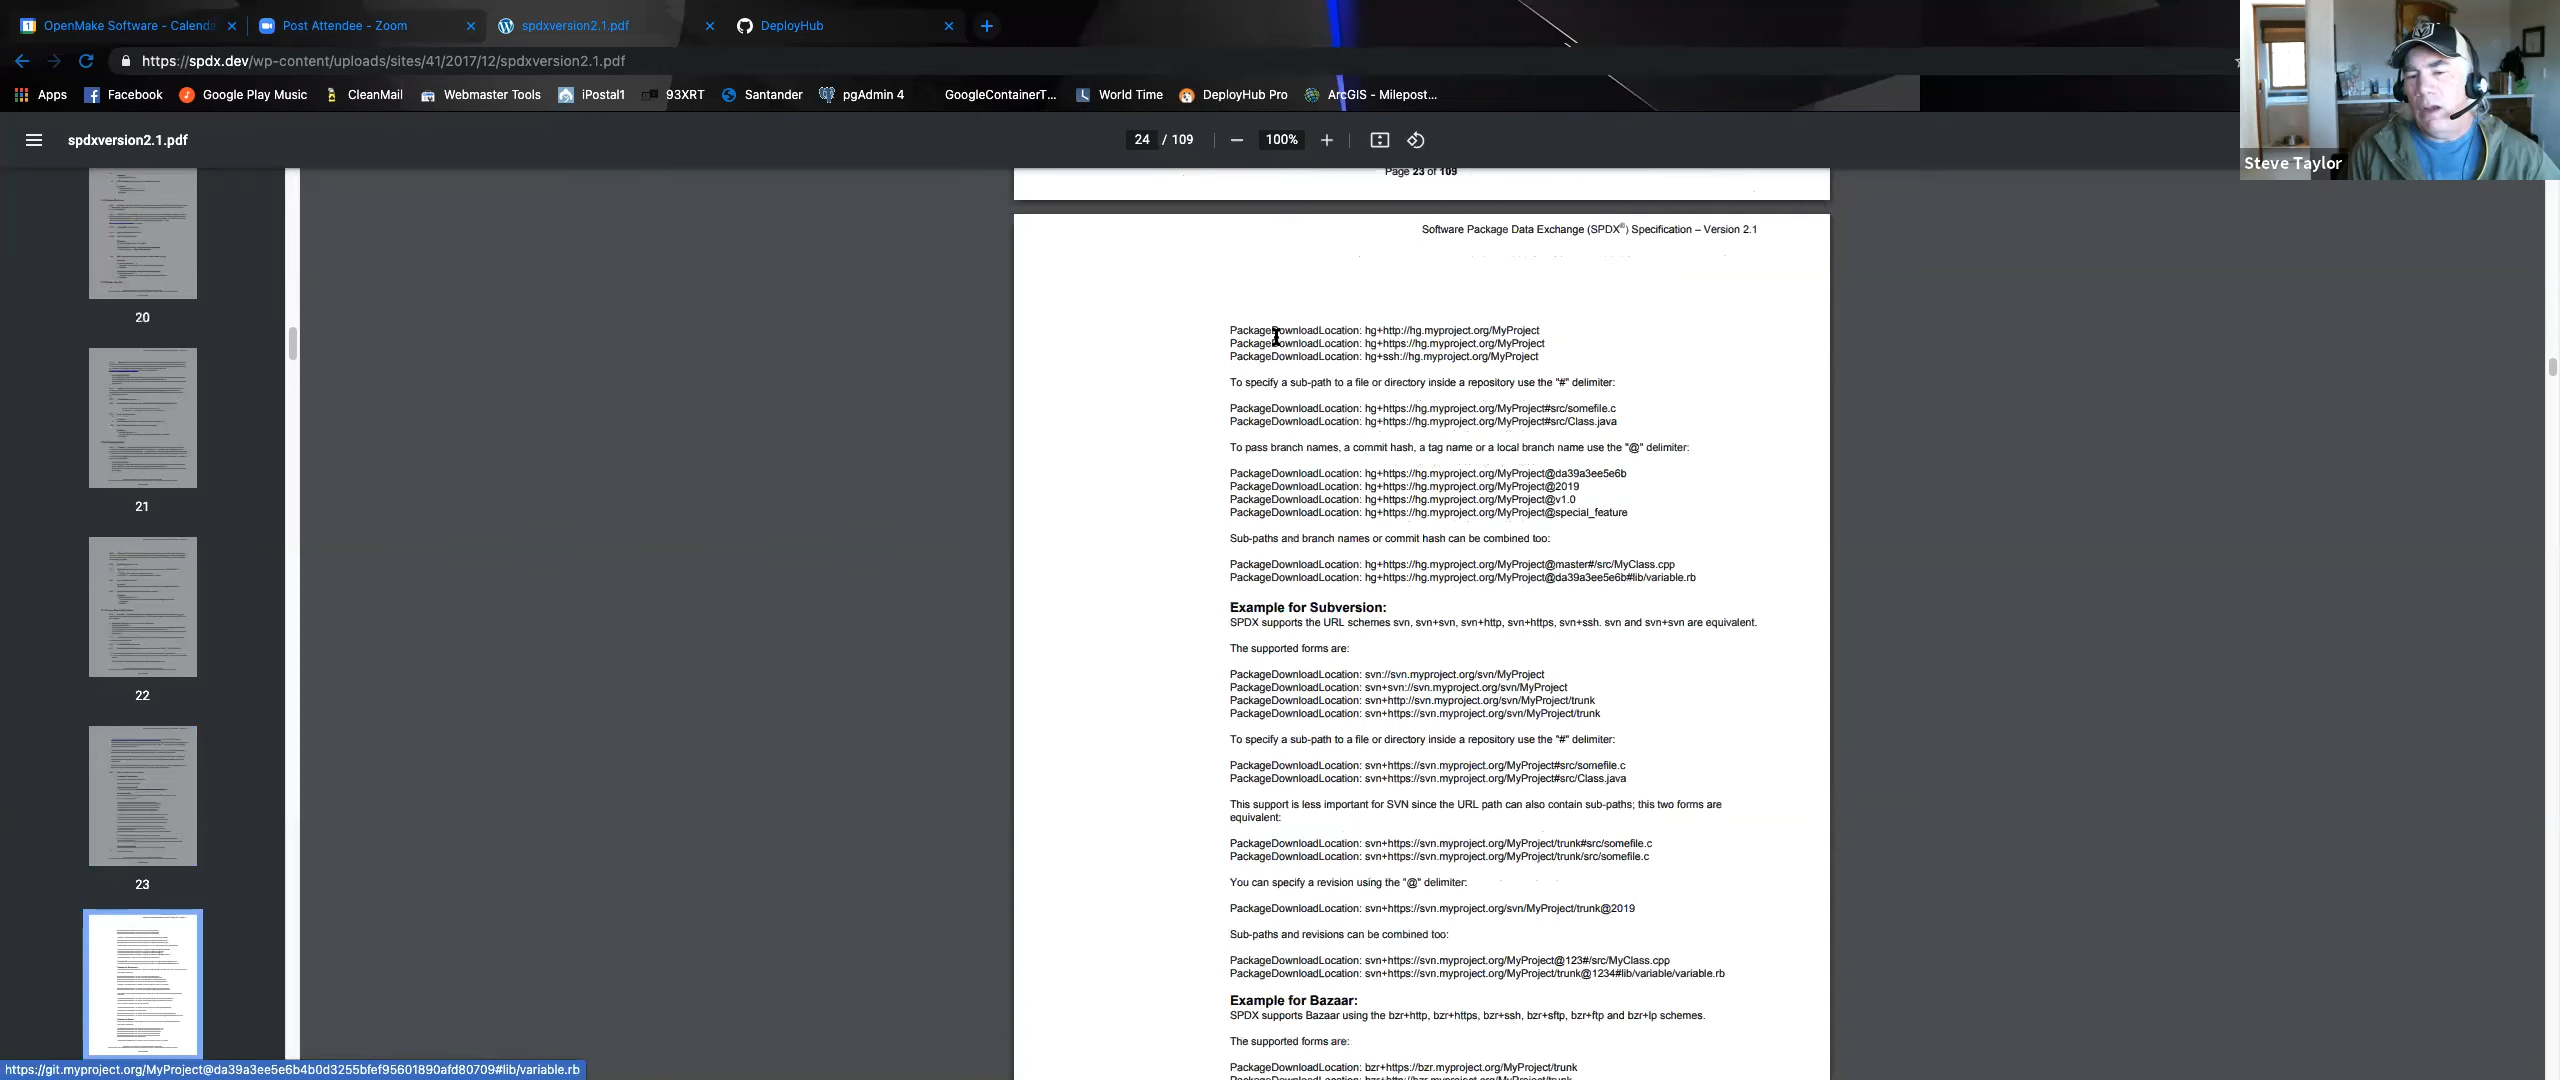 OpenMake Software - Calenda
Post Attendee - Zoom
spdxversion2.1.pdf
DeployHub
https://spdx.dev/wp-content/uploads/sites/41/2017/12/spdxversion2.1.pdf
Apps
Facebook
Google Play Music
CleanMail
Webmaster Tools
iPostal1
93XRT
Santander
pgAdmin 4
GoogleContainerT...
World Time
DeployHub Pro
ArcGIS - Milepost...
Steve Taylor
spdxversion2.1.pdf
24 / 109
100%
20
21
22
23
Page 23 of 109
Software Package Data Exchange (SPDX®) Specification – Version 2.1
PackageDownloadLocation: hg+http://hg.myproject.org/MyProject
PackageDownloadLocation: hg+https://hg.myproject.org/MyProject
PackageDownloadLocation: hg+ssh://hg.myproject.org/MyProject
To specify a sub-path to a file or directory inside a repository use the "#" delimiter:
PackageDownloadLocation: hg+https://hg.myproject.org/MyProject#src/somefile.c
PackageDownloadLocation: hg+https://hg.myproject.org/MyProject#src/Class.java
To pass branch names, a commit hash, a tag name or a local branch name use the "@" delimiter:
PackageDownloadLocation: hg+https://hg.myproject.org/MyProject@da39a3ee5e6b
PackageDownloadLocation: hg+https://hg.myproject.org/MyProject@2019
PackageDownloadLocation: hg+https://hg.myproject.org/MyProject@v1.0
PackageDownloadLocation: hg+https://hg.myproject.org/MyProject@special_feature
Sub-paths and branch names or commit hash can be combined too:
PackageDownloadLocation: hg+https://hg.myproject.org/MyProject@master#/src/MyClass.cpp
PackageDownloadLocation: hg+https://hg.myproject.org/MyProject@da39a3ee5e6b#lib/variable.rb
Example for Subversion:
SPDX supports the URL schemes svn, svn+svn, svn+http, svn+https, svn+ssh. svn and svn+svn are equivalent.
The supported forms are:
PackageDownloadLocation: svn://svn.myproject.org/svn/MyProject
PackageDownloadLocation: svn+svn://svn.myproject.org/svn/MyProject
PackageDownloadLocation: svn+http://svn.myproject.org/svn/MyProject/trunk
PackageDownloadLocation: svn+https://svn.myproject.org/svn/MyProject/trunk
To specify a sub-path to a file or directory inside a repository use the "#" delimiter:
PackageDownloadLocation: svn+https://svn.myproject.org/MyProject#src/somefile.c
PackageDownloadLocation: svn+https://svn.myproject.org/MyProject#src/Class.java
This support is less important for SVN since the URL path can also contain sub-paths; this two forms are
equivalent:
PackageDownloadLocation: svn+https://svn.myproject.org/MyProject/trunk#src/somefile.c
PackageDownloadLocation: svn+https://svn.myproject.org/MyProject/trunk/src/somefile.c
You can specify a revision using the "@" delimiter:
PackageDownloadLocation: svn+https://svn.myproject.org/svn/MyProject/trunk@2019
Sub-paths and revisions can be combined too:
PackageDownloadLocation: svn+https://svn.myproject.org/MyProject@123#/src/MyClass.cpp
PackageDownloadLocation: svn+https://svn.myproject.org/MyProject/trunk@1234#lib/variable/variable.rb
Example for Bazaar:
SPDX supports Bazaar using the bzr+http, bzr+https, bzr+ssh, bzr+sftp, bzr+ftp and bzr+lp schemes.
The supported forms are:
PackageDownloadLocation: bzr+https://bzr.myproject.org/MyProject/trunk
https://git.myproject.org/MyProject@da39a3ee5e6b4b0d3255bfef95601890afd80709#lib/variable.rb